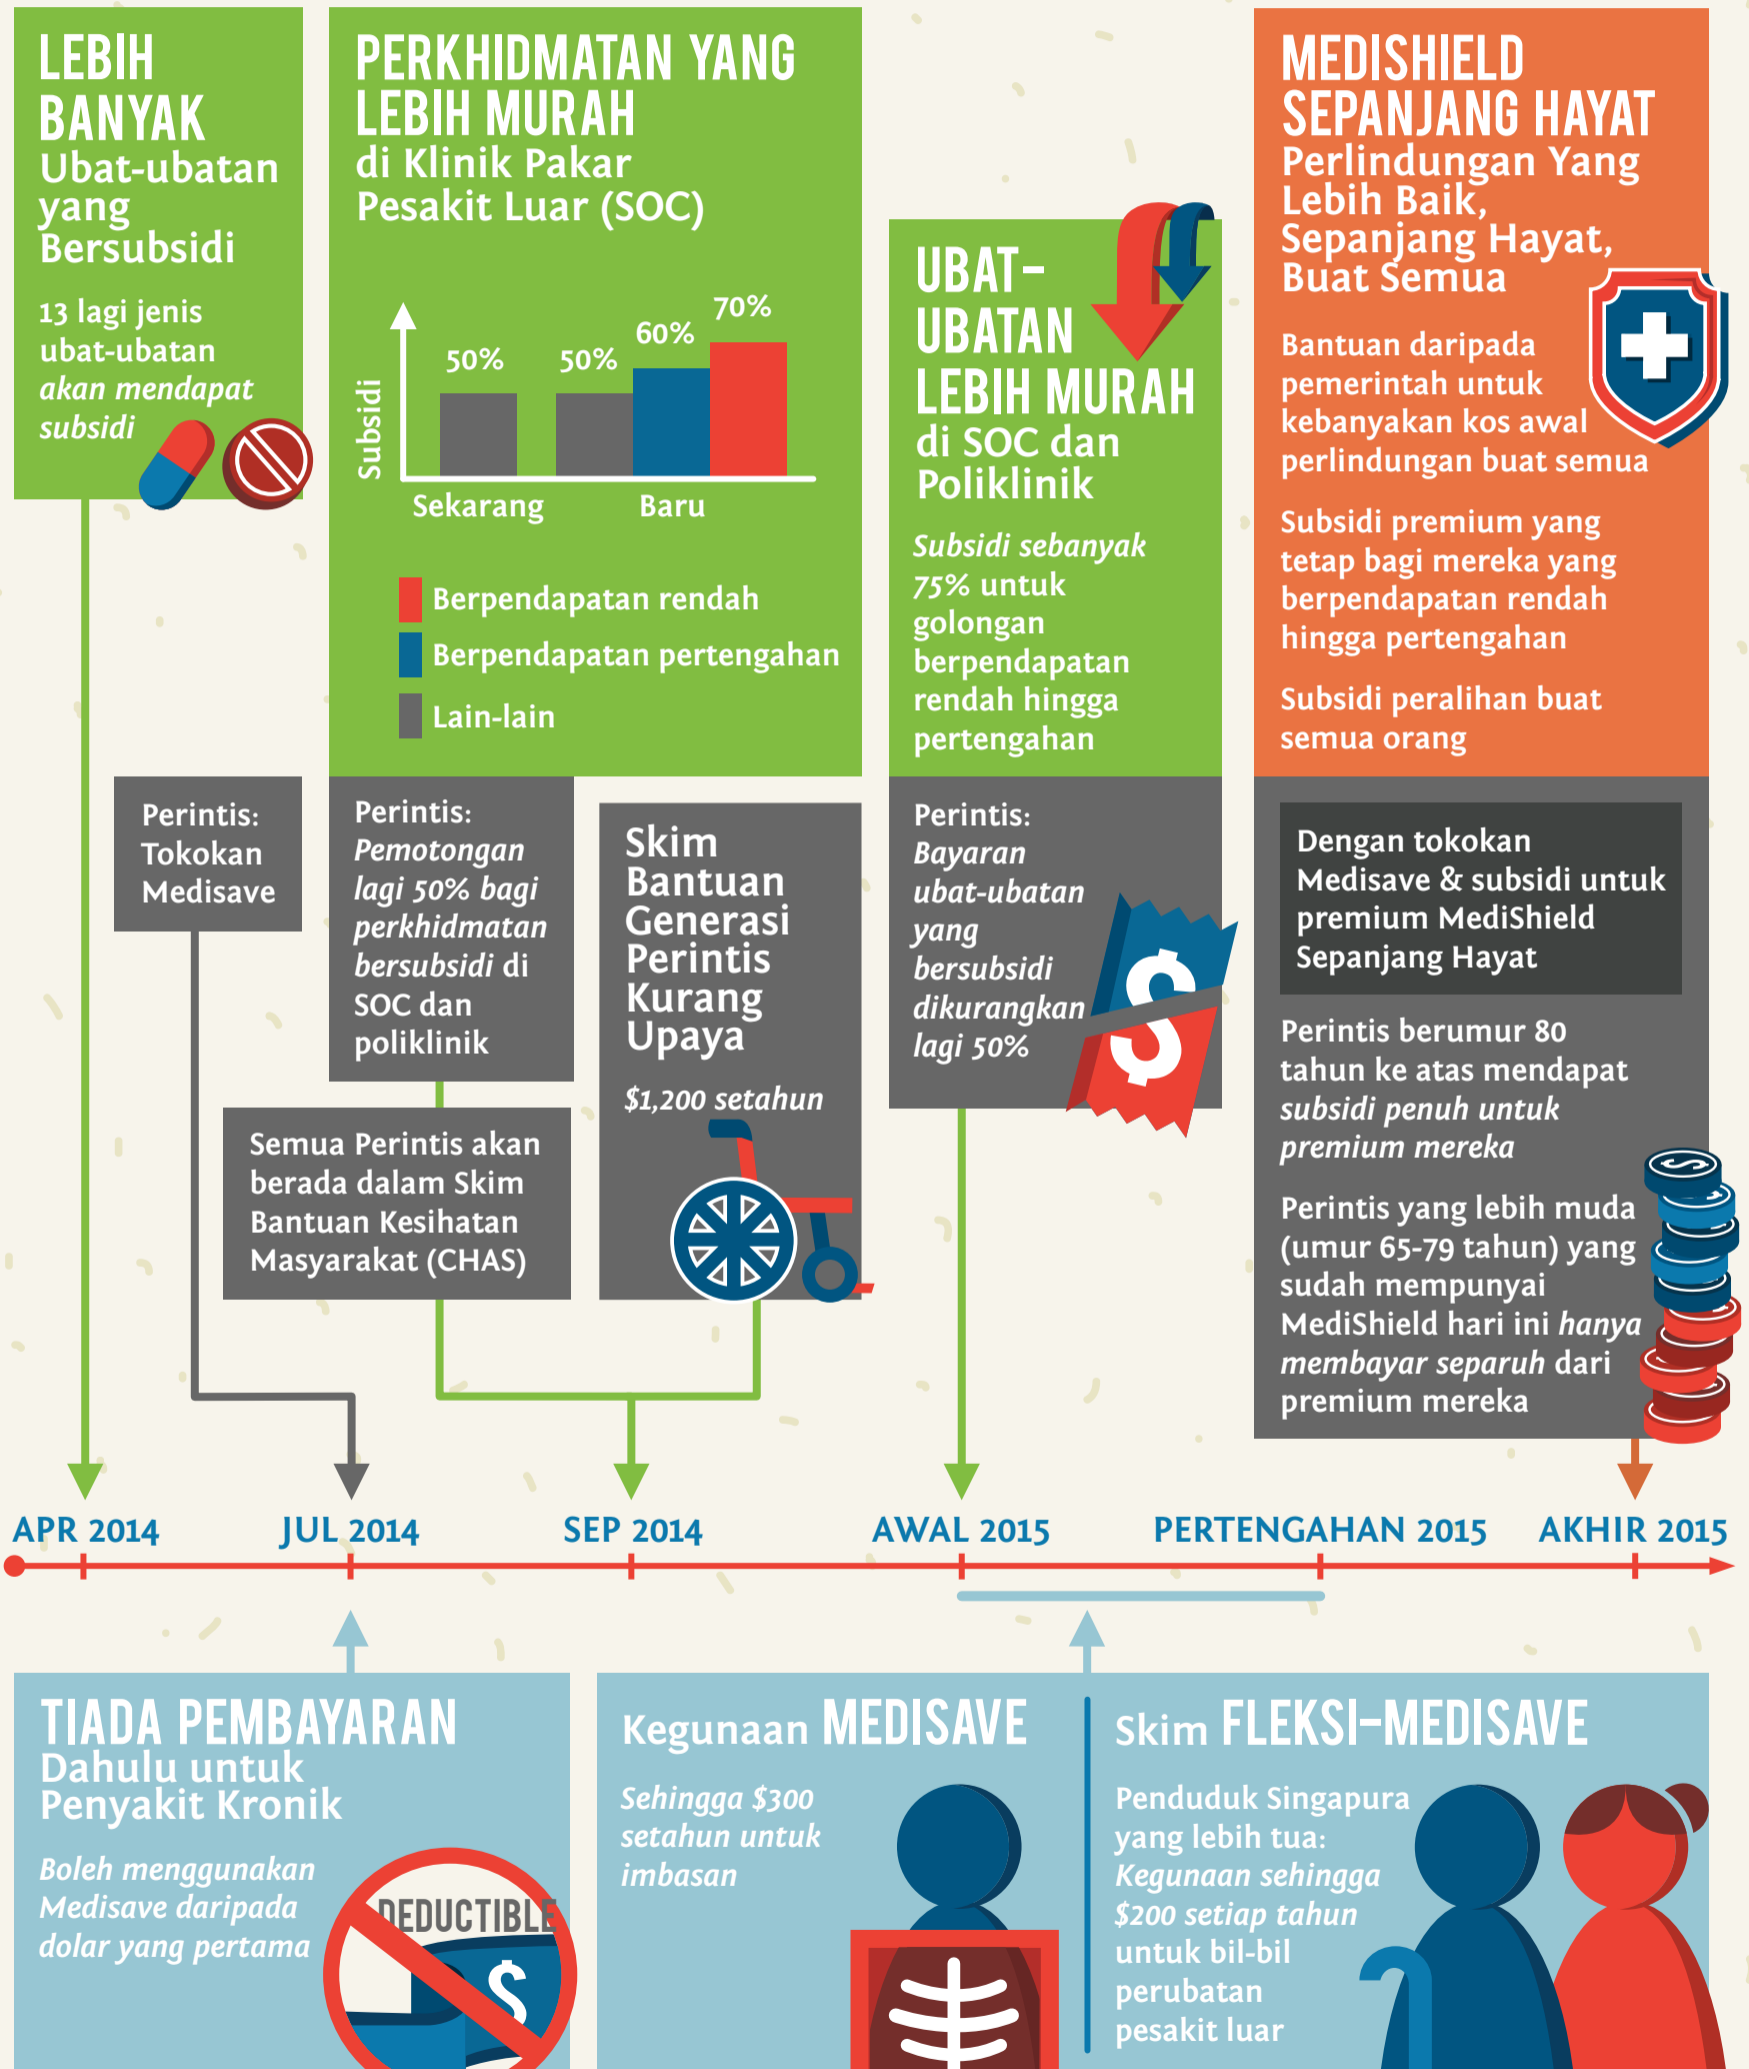 LEBIH
BANYAK
Ubat-ubatan
yang
Bersubsidi
13 lagi jenis
ubat-ubatan
akan mendapat
subsidi
PERKHIDMATAN YANG
LEBIH MURAH
di Klinik Pakar
Pesakit Luar (SOC)
Subsidi
50%
50%
60%
70%
Sekarang
Baru
Berpendapatan rendah
Berpendapatan pertengahan
Lain-lain
UBAT-
UBATAN
LEBIH MURAH
di SOC dan
Poliklinik
Subsidi sebanyak
75% untuk
golongan
berpendapatan
rendah hingga
pertengahan
MEDISHIELD
SEPANJANG HAYAT
Perlindungan Yang
Lebih Baik,
Sepanjang Hayat,
Buat Semua
Bantuan daripada
pemerintah untuk
kebanyakan kos awal
perlindungan buat semua
Subsidi premium yang
tetap bagi mereka yang
berpendapatan rendah
hingga pertengahan
Subsidi peralihan buat
semua orang
Perintis:
Tokokan
Medisave
Perintis:
Pemotongan
lagi 50% bagi
perkhidmatan
bersubsidi di
SOC dan
poliklinik
Semua Perintis akan
berada dalam Skim
Bantuan Kesihatan
Masyarakat (CHAS)
Skim
Bantuan
Generasi
Perintis
Kurang
Upaya
$1,200 setahun
Perintis:
Bayaran
ubat-ubatan
yang
bersubsidi
dikurangkan
lagi 50%
$
$
Dengan tokokan
Medisave & subsidi untuk
premium MediShield
Sepanjang Hayat
Perintis berumur 80
tahun ke atas mendapat
subsidi penuh untuk
premium mereka
Perintis yang lebih muda
(umur 65-79 tahun) yang
sudah mempunyai
MediShield hari ini hanya
membayar separuh dari
premium mereka
$
APR 2014
JUL 2014
SEP 2014
AWAL 2015
PERTENGAHAN 2015
AKHIR 2015
TIADA PEMBAYARAN
Dahulu untuk
Penyakit Kronik
Boleh menggunakan
Medisave daripada
dolar yang pertama
DEDUCTIBLE
$
Kegunaan MEDISAVE
Sehingga $300
setahun untuk
imbasan
Skim FLEKSI-MEDISAVE
Penduduk Singapura
yang lebih tua:
Kegunaan sehingga
$200 setiap tahun
untuk bil-bil
perubatan
pesakit luar